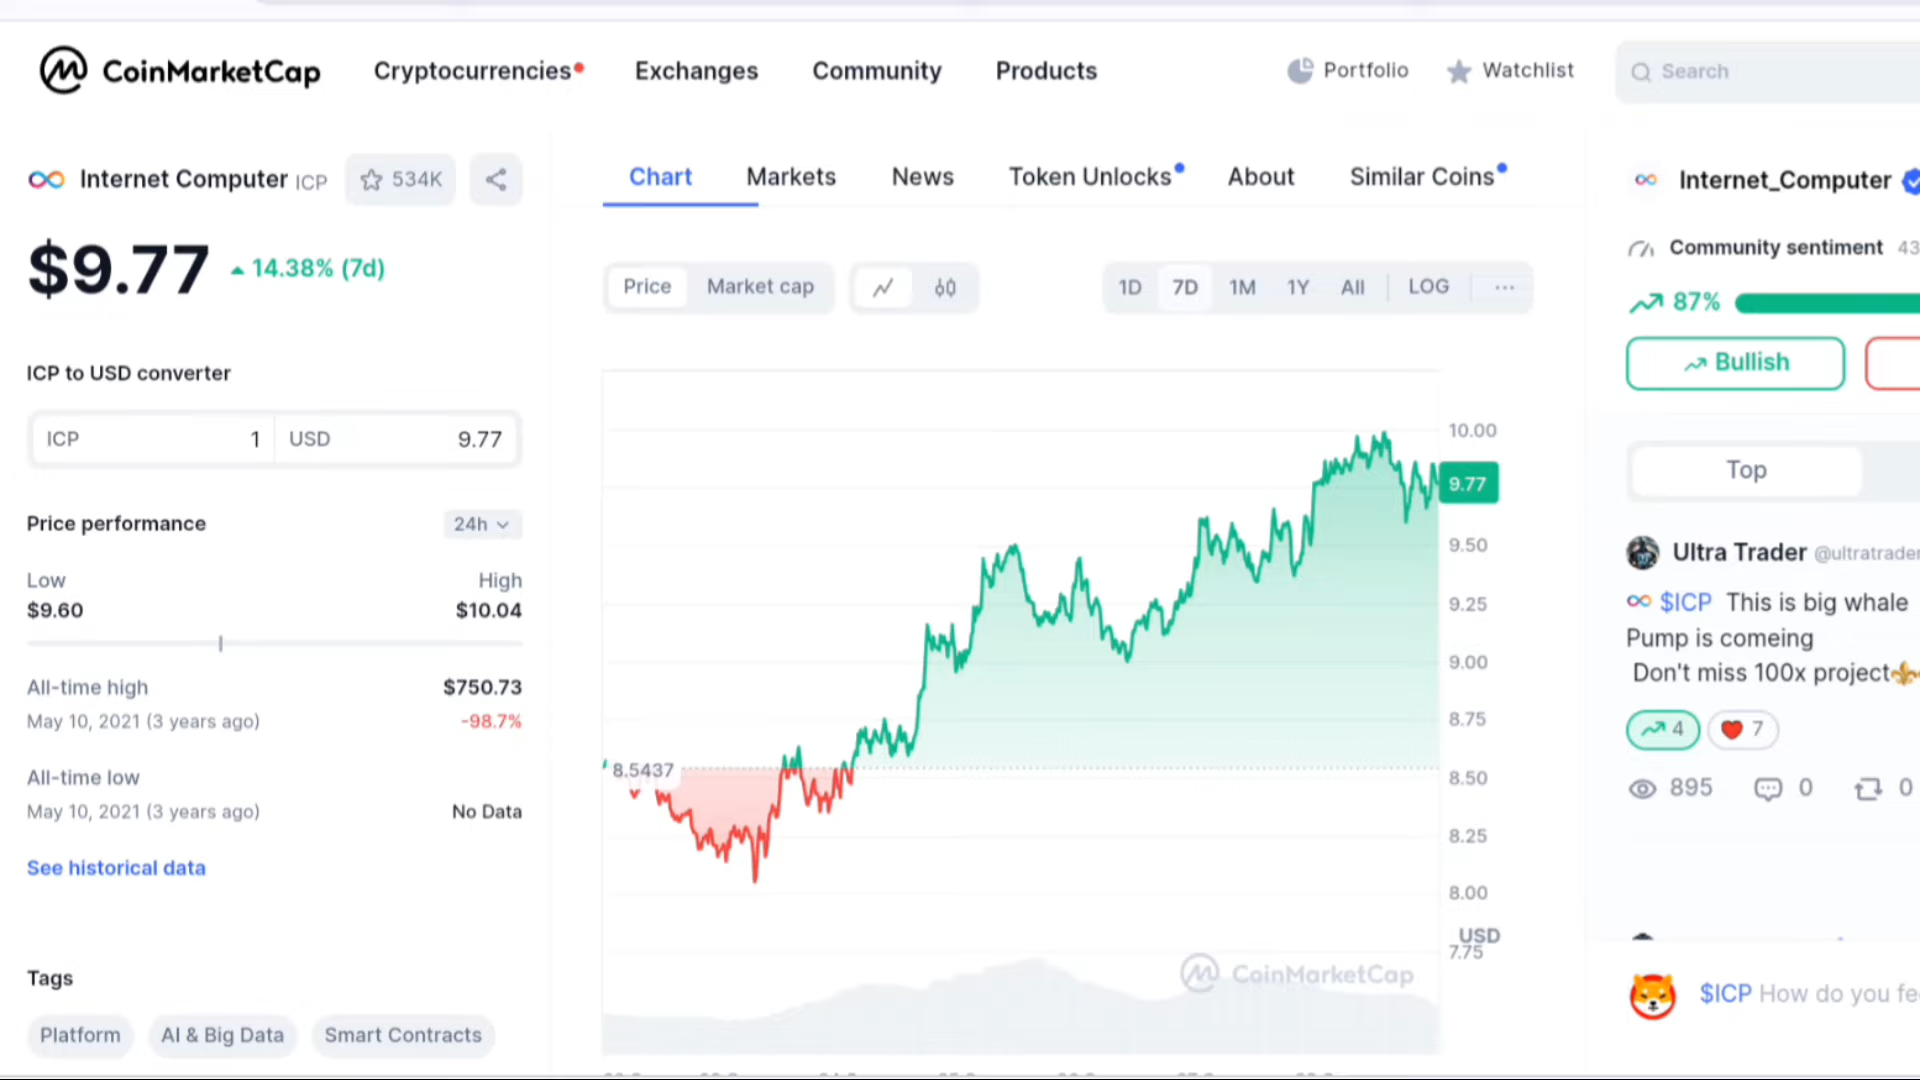 CoinMarketCap
Cryptocurrencies
Exchanges
Community
Products
Portfolio
Watchlist
Search
Internet Computer ICP
534K
$9.77
14.38% (7d)
ICP to USD converter
ICP 1 USD 9.77
Price performance
24h
Low High
$9.60 $10.04
All-time high $750.73
May 10, 2021 (3 years ago) -98.7%
All-time low
May 10, 2021 (3 years ago) No Data
See historical data
Tags
Platform AI & Big Data Smart Contracts
Chart Markets News Token Unlocks About Similar Coins
Price Market cap
1D 7D 1M 1Y All LOG ...
10.00
9.77
9.50
9.25
9.00
8.75
8.5437
8.50
8.25
8.00
USD
7.75
CoinMarketCap
Internet_Computer
Community sentiment 43
87%
Bullish
Top
Ultra Trader @ultratrader
$ICP This is big whale
Pump is comeing
Don't miss 100x project
4 7
895 0 0
$ICP How do you fe